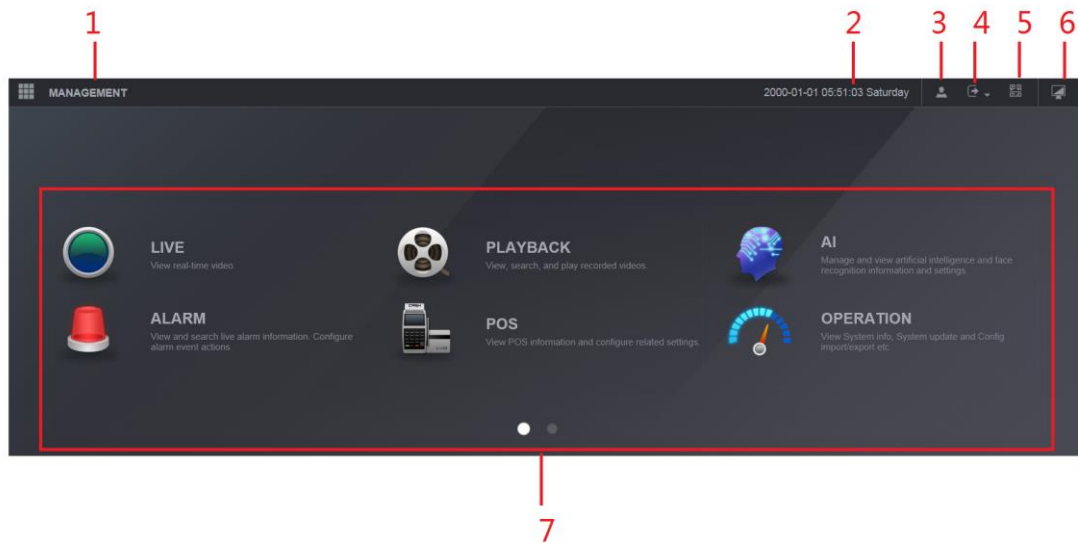 1
2
3
4
5
6
MANAGEMENT
2000-01-01 05:51:03 Saturday
LIVE
View real-time video.
PLAYBACK
View, search, and play recorded videos.
AI
Manage and view artificial intelligence and face
recognition information and settings
ALARM
View and search live alarm information. Configure
alarm event actions.
POS
View POS information and configure related settings.
OPERATION
View System info, System update and Config
import/export etc
7